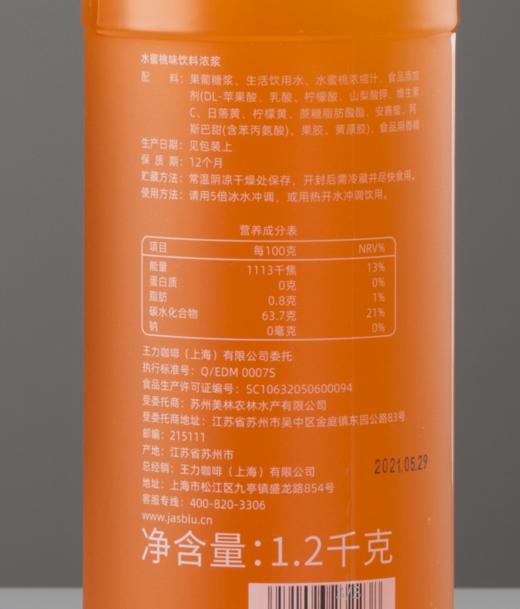 水蜜桃味饮料浓浆
配 料：果葡糖浆、生活饮用水、水蜜桃浓缩汁、食品添加
剂(DL-苹果酸、乳酸、柠檬酸、山梨酸钾、维生素
C、日落黄、柠檬黄、蔗糖脂肪酸酯、安赛蜜、阿
斯巴甜(含苯丙氨酸)、果胶、黄原胶)、食品用香精
生产日期：见包装上
保 质 期：12个月
贮藏方法：常温阴凉干燥处保存，开封后需冷藏并尽快食用。
使用方法：请用5倍冰水冲调，或用热开水冲调饮用。
营养成分表
项目 每100克 NRV%
能量 1113千焦 13%
蛋白质 0克 0%
脂肪 0.8克 1%
碳水化合物 63.7克 21%
钠 0毫克 0%
王力咖啡（上海）有限公司委托
执行标准号：Q/EDM 0007S
食品生产许可证编号：SC10632050600094
受委托商：苏州美林农林水产有限公司
受委托商地址：江苏省苏州市吴中区金庭镇东园公路83号
邮编：215111
产地：江苏省苏州市
总经销：王力咖啡（上海）有限公司
地址：上海市松江区九亭镇盛龙路854号
客服专线：400-820-3306
www.jasblu.cn
2021.05.29
净含量：1.2千克